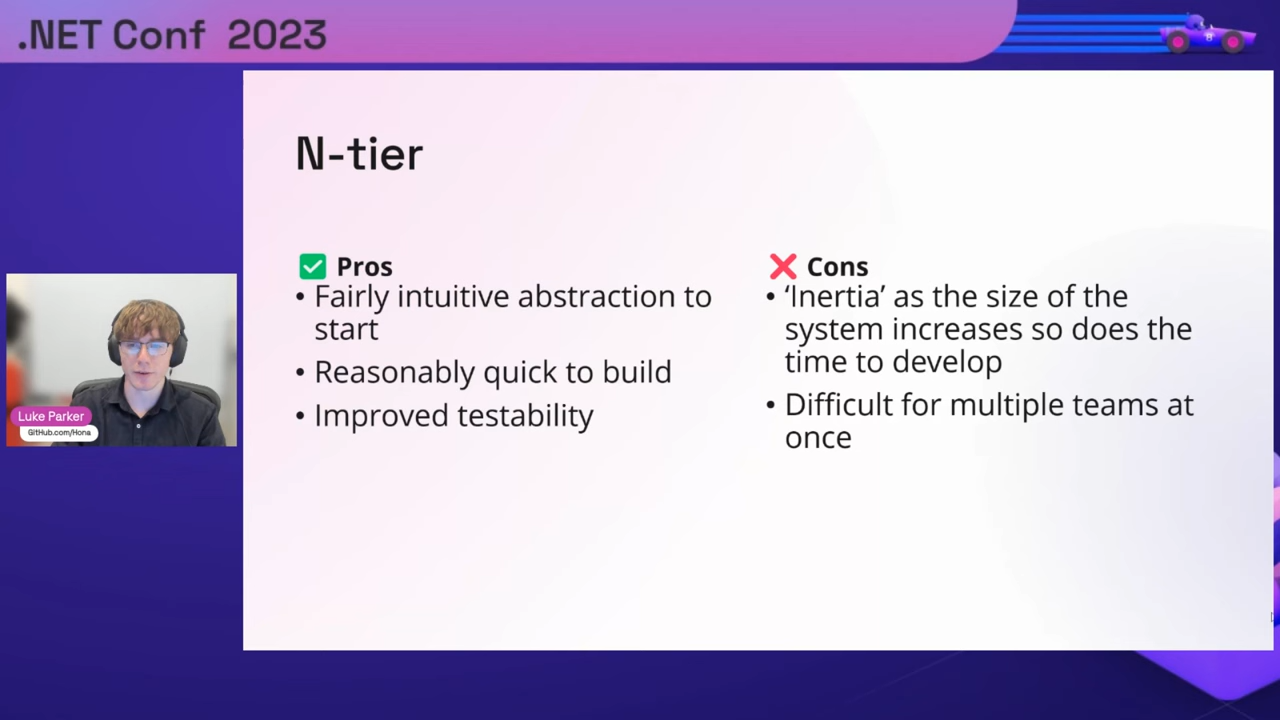 .NET Conf 2023
N-tier
✅ Pros
• Fairly intuitive abstraction to
start
• Reasonably quick to build
• Improved testability
❌ Cons
• ‘Inertia’ as the size of the
system increases so does the
time to develop
• Difficult for multiple teams at
once
Luke Parker
GitHub.com/Hona
8